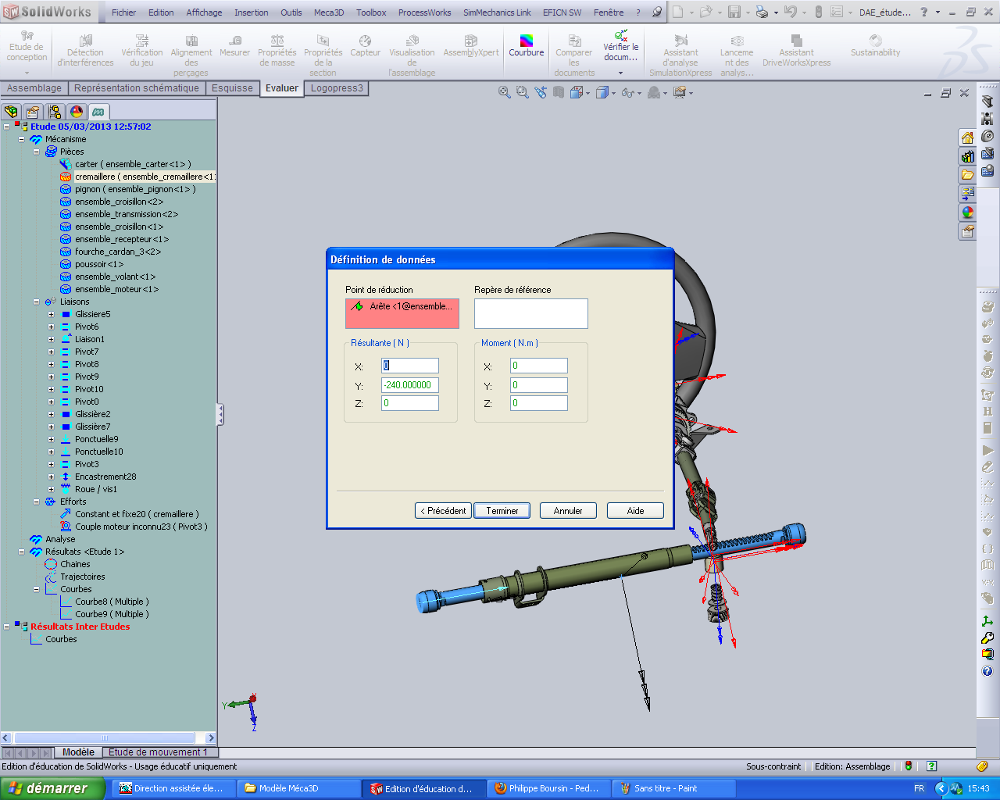 SolidWorks
Fichier Edition Affichage Insertion Outils Meca3D Toolbox ProcessWorks SimMechanics Link EFICN SW Fenêtre ? DAE_étude... ?
Etude de conception
Détection d'interférences
Vérification du jeu
Alignement des perçages
Mesurer
Propriétés de masse
Propriétés de la section
Capteur
Visualisation de l'assemblage
AssemblyXpert
Courbure
Comparer les documents
Vérifier le docum...
Assistant d'analyse SimulationXpress
Lanceme nt des analys...
Assistant DriveWorksXpress
Sustainability
Assemblage Représentation schématique Esquisse Evaluer Logopress3
Etude 05/03/2013 12:57:02
Mécanisme
Pièces
carter ( ensemble_carter<1> )
cremaillere ( ensemble_cremaillere<1
pignon ( ensemble_pignon<1> )
ensemble_croisillon<2>
ensemble_transmission<2>
ensemble_croisillon<1>
ensemble_recepteur<1>
fourche_cardan_3<2>
poussoir<1>
ensemble_volant<1>
ensemble_moteur<1>
Liaisons
Glissiere5
Pivot6
Liaison1
Pivot7
Pivot8
Pivot9
Pivot10
Pivot0
Glissière2
Glissière7
Ponctuelle9
Ponctuelle10
Pivot3
Encastrement28
Roue / vis1
Efforts
Constant et fixe20 ( cremaillere )
Couple moteur inconnu23 ( Pivot3 )
Analyse
Résultats <Etude 1>
Chaines
Trajectoires
Courbes
Courbe8 ( Multiple )
Courbe9 ( Multiple )
Résultats Inter Etudes
Courbes
Définition de données
Point de réduction Repère de référence
Arête <1@ensemble...
Résultante ( N ) Moment ( N.m )
X: 0 X: 0
Y: -240.000000 Y: 0
Z: 0 Z: 0
< Précédent Terminer Annuler Aide
Y
Z
Modèle Etude de mouvement 1
Edition d'éducation de SolidWorks - Usage éducatif uniquement Sous-contraint Edition: Assemblage
démarrer Direction assistée éle... Modèle Méca3D Edition d'éducation d... Philippe Boursin - Ped... Sans titre - Paint FR 15:43